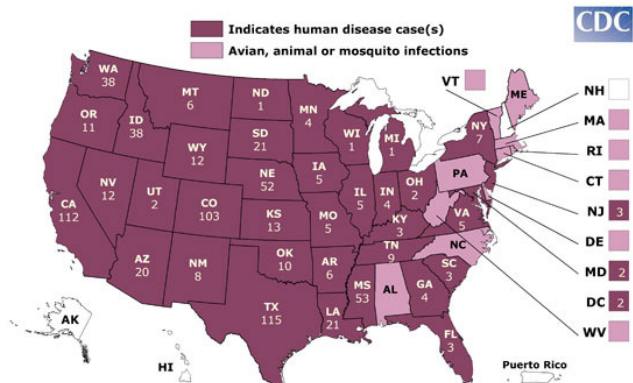 Indicates human disease case(s)
Avian, animal or mosquito infections
CDC
WA
38
MT
6
ND
1
MN
4
VT
ME
NH
OR
11
ID
38
WY
12
SD
21
WI
1
MI
1
NY
7
MA
RI
CT
NV
12
UT
2
CO
103
NE
52
IA
5
IL
5
IN
4
OH
2
PA
NJ 3
CA
112
KS
13
MO
5
KY
3
VA
5
DE
MD 2
AZ
20
NM
8
OK
10
AR
6
TN
9
NC
SC
3
DC 2
WV
TX
115
LA
21
MS
53
AL
GA
4
FL
3
AK
HI
Puerto Rico